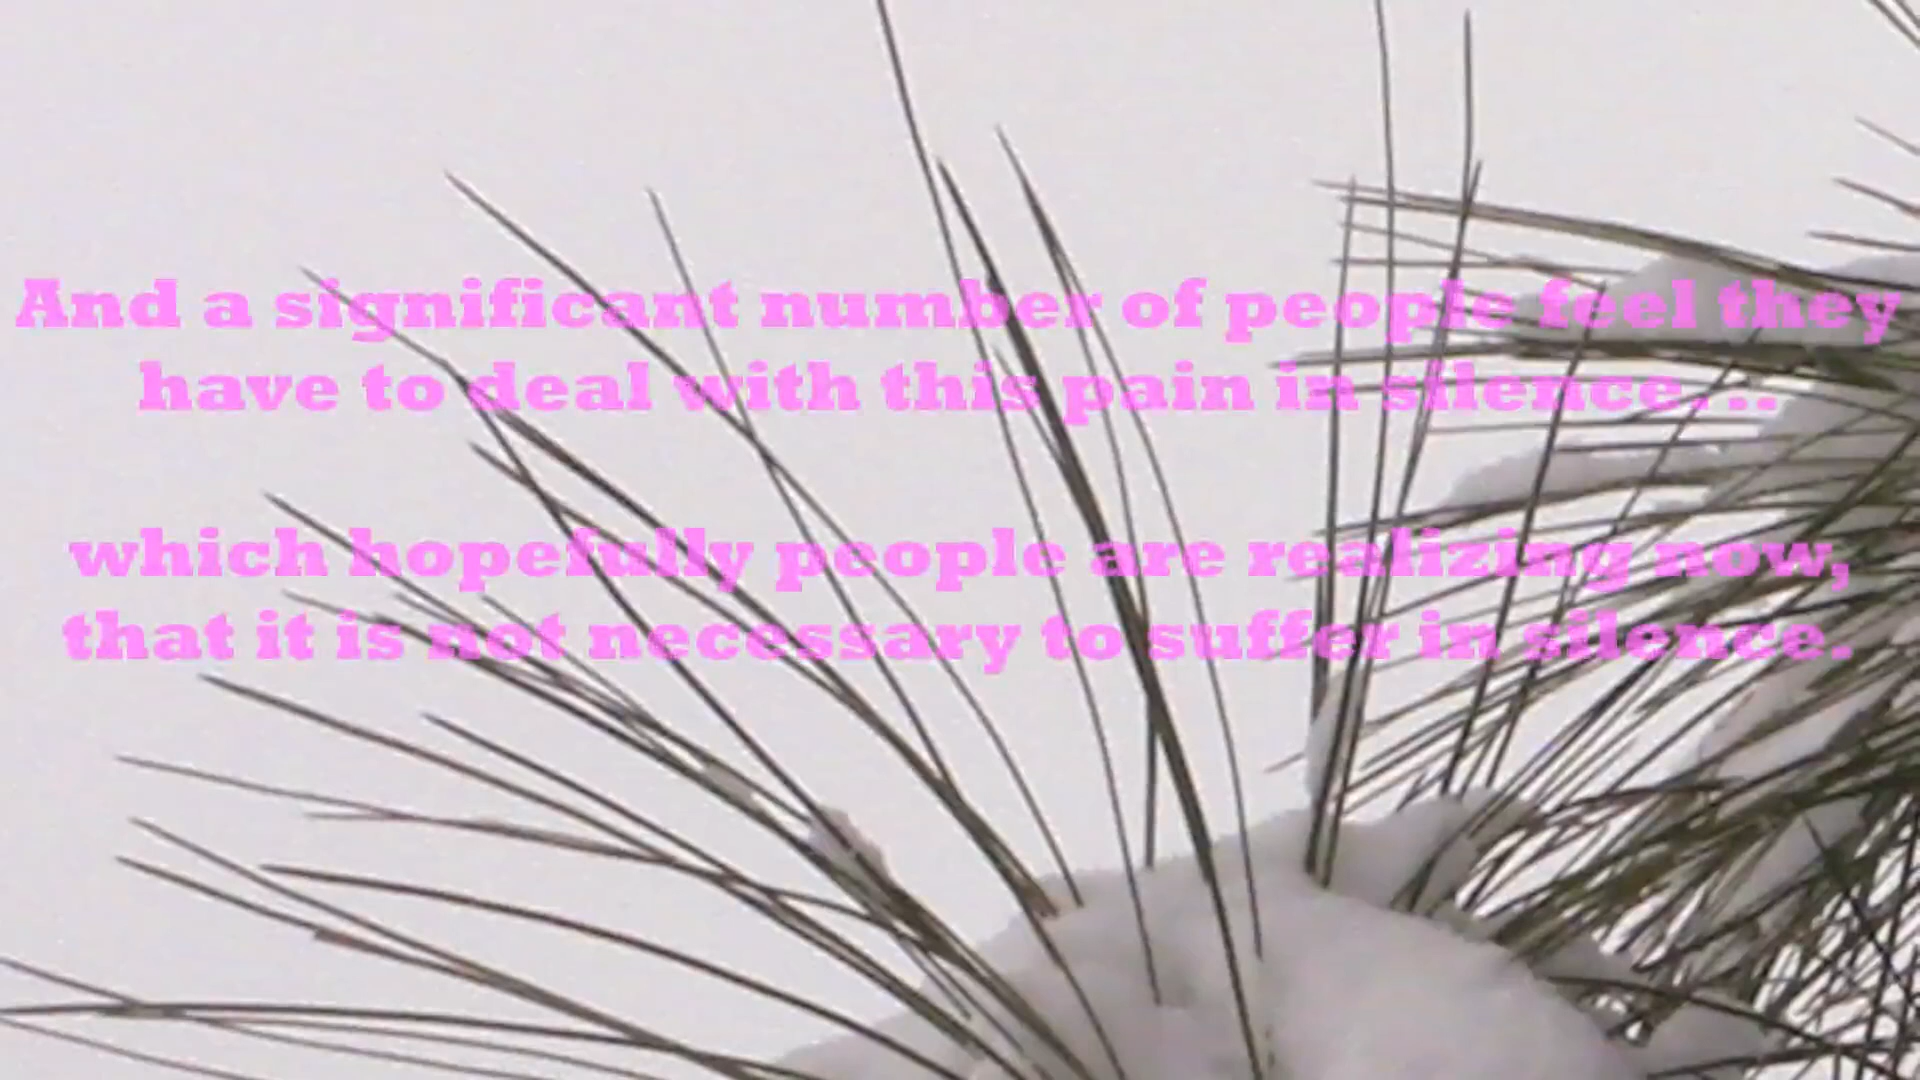 And a significant number of people feel they
have to deal with this pain in silence...
which hopefully people are realizing now,
that it is not necessary to suffer in silence.